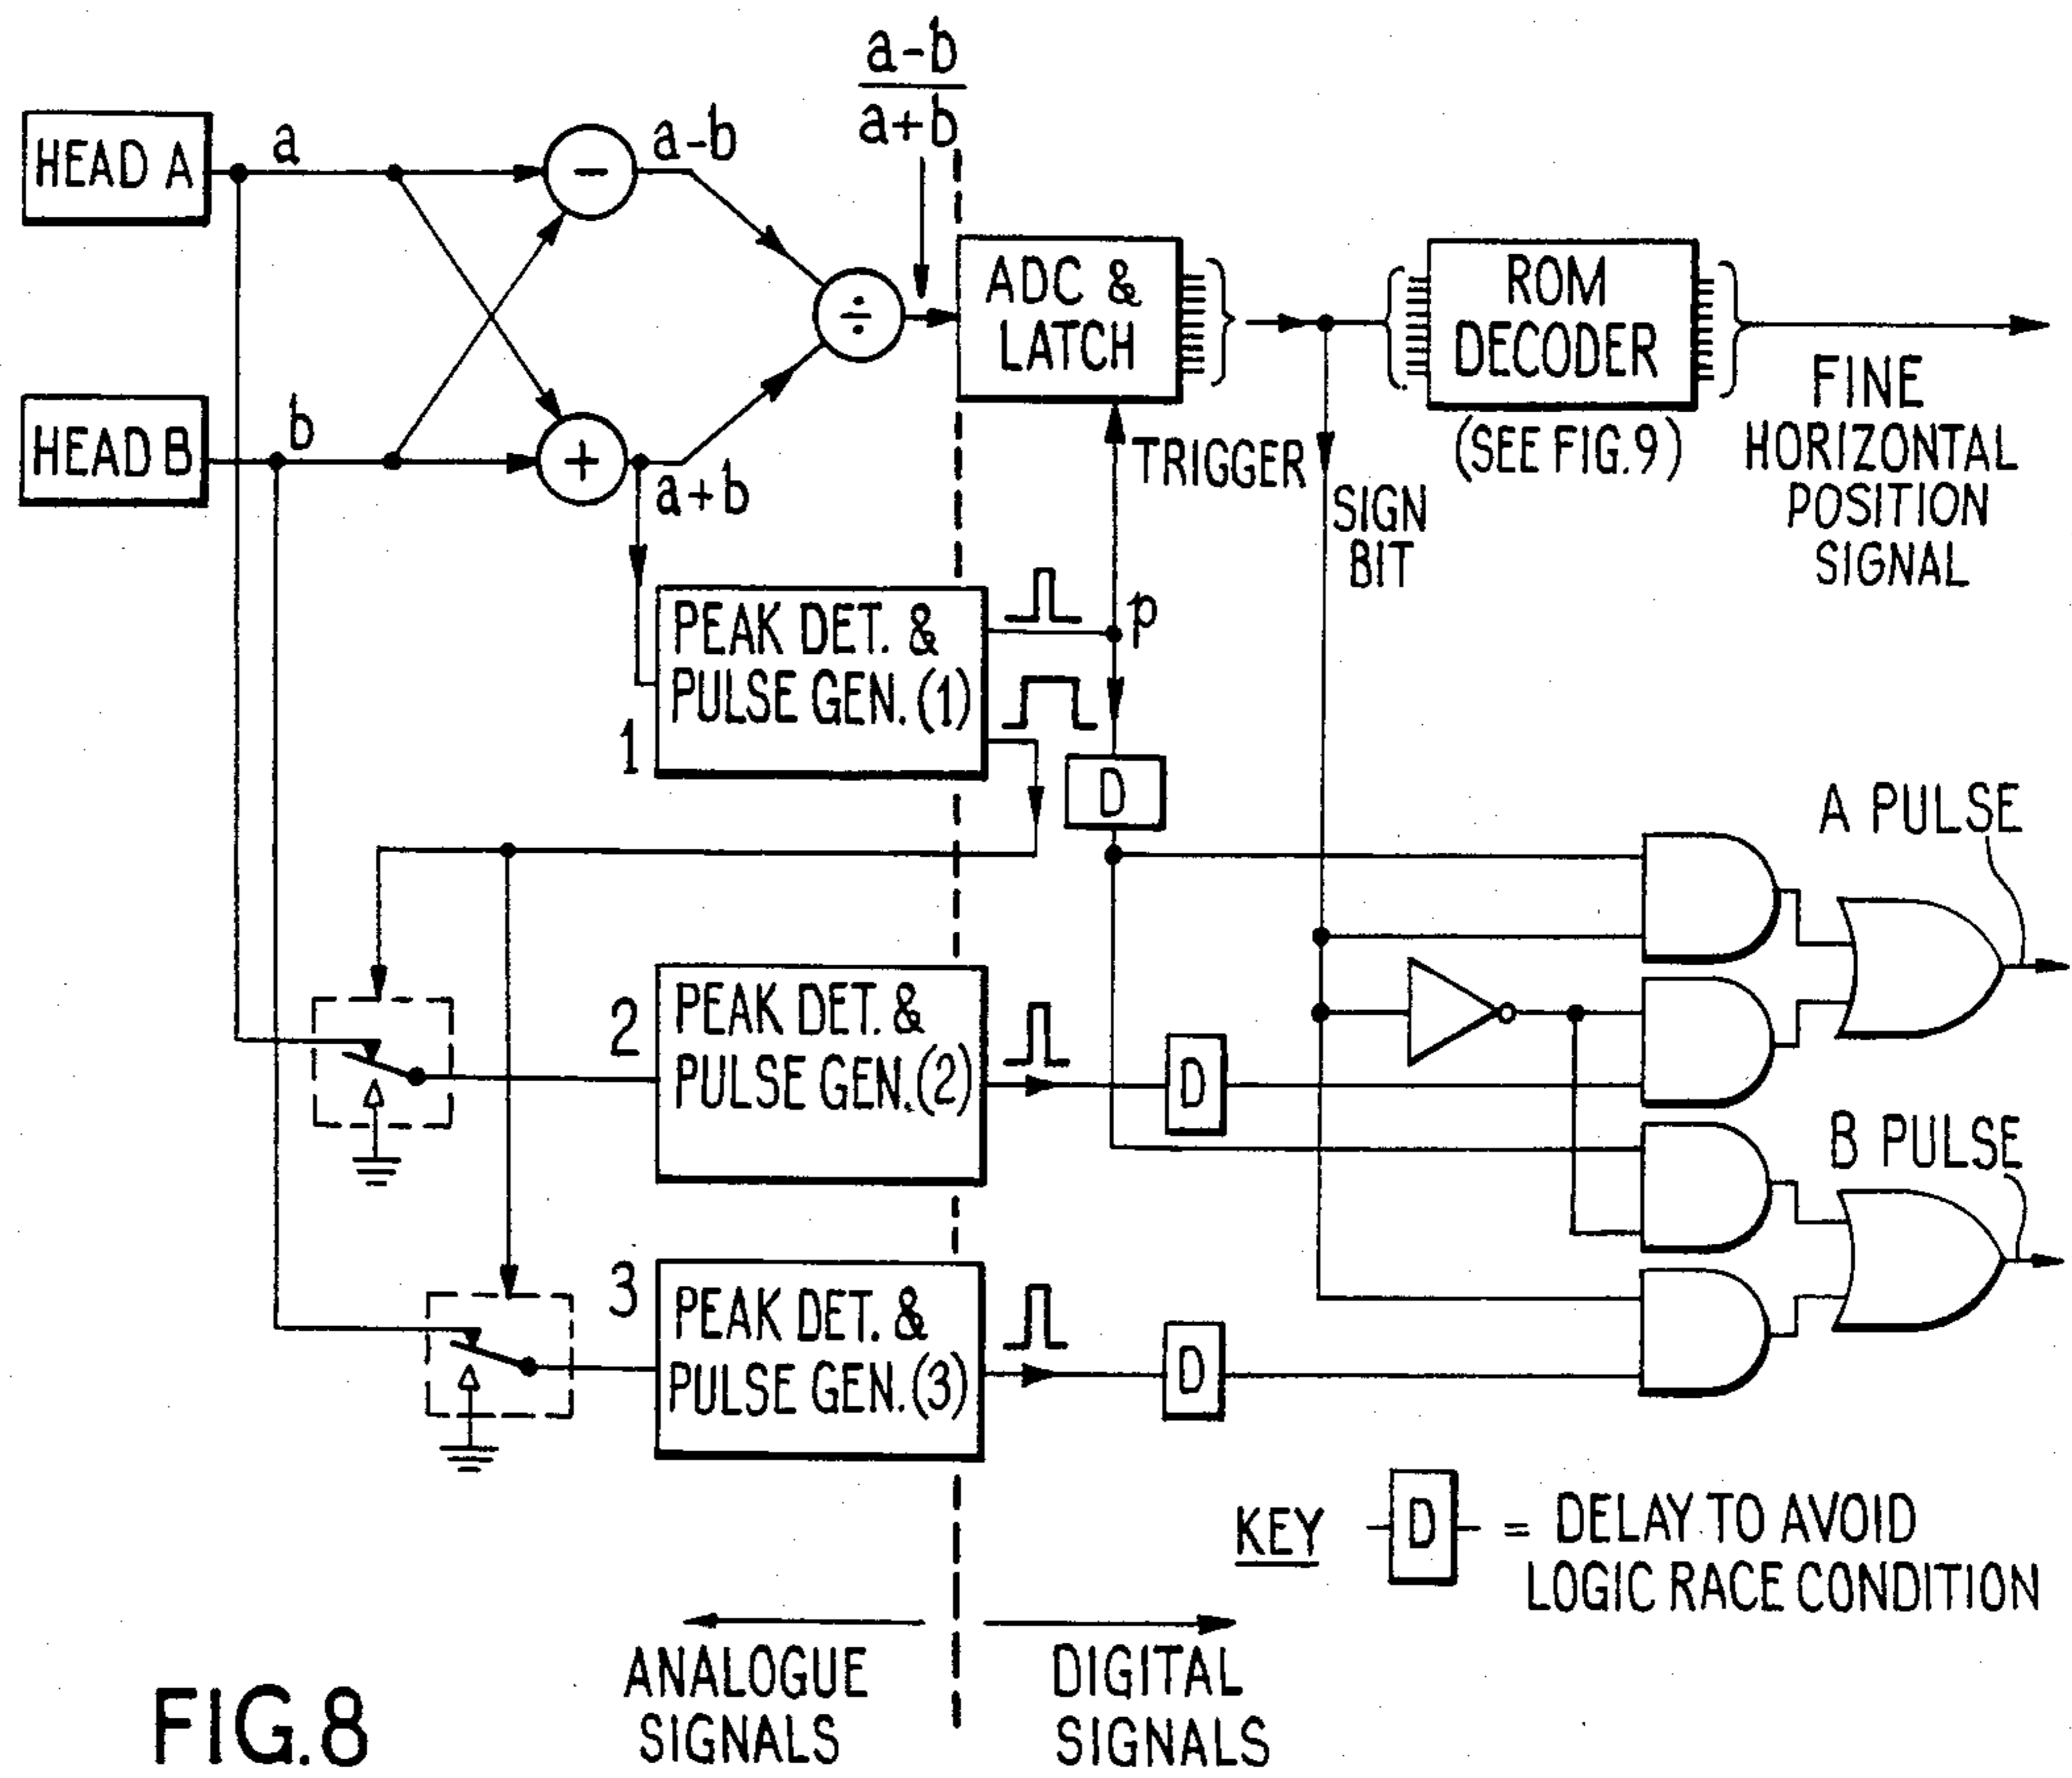 a-b
a+b
HEAD A
a
-
a-b
÷
ADC &
LATCH
ROM
DECODER
(SEE FIG.9)
FINE
HORIZONTAL
POSITION
SIGNAL
HEAD B
b
+
a+b
TRIGGER
SIGN
BIT
PEAK DET. &
PULSE GEN. (1)
1
p
D
A PULSE
2
PEAK DET. &
PULSE GEN. (2)
D
B PULSE
3
PEAK DET. &
PULSE GEN. (3)
D
KEY D = DELAY TO AVOID
LOGIC RACE CONDITION
ANALOGUE
SIGNALS
DIGITAL
SIGNALS
FIG.8